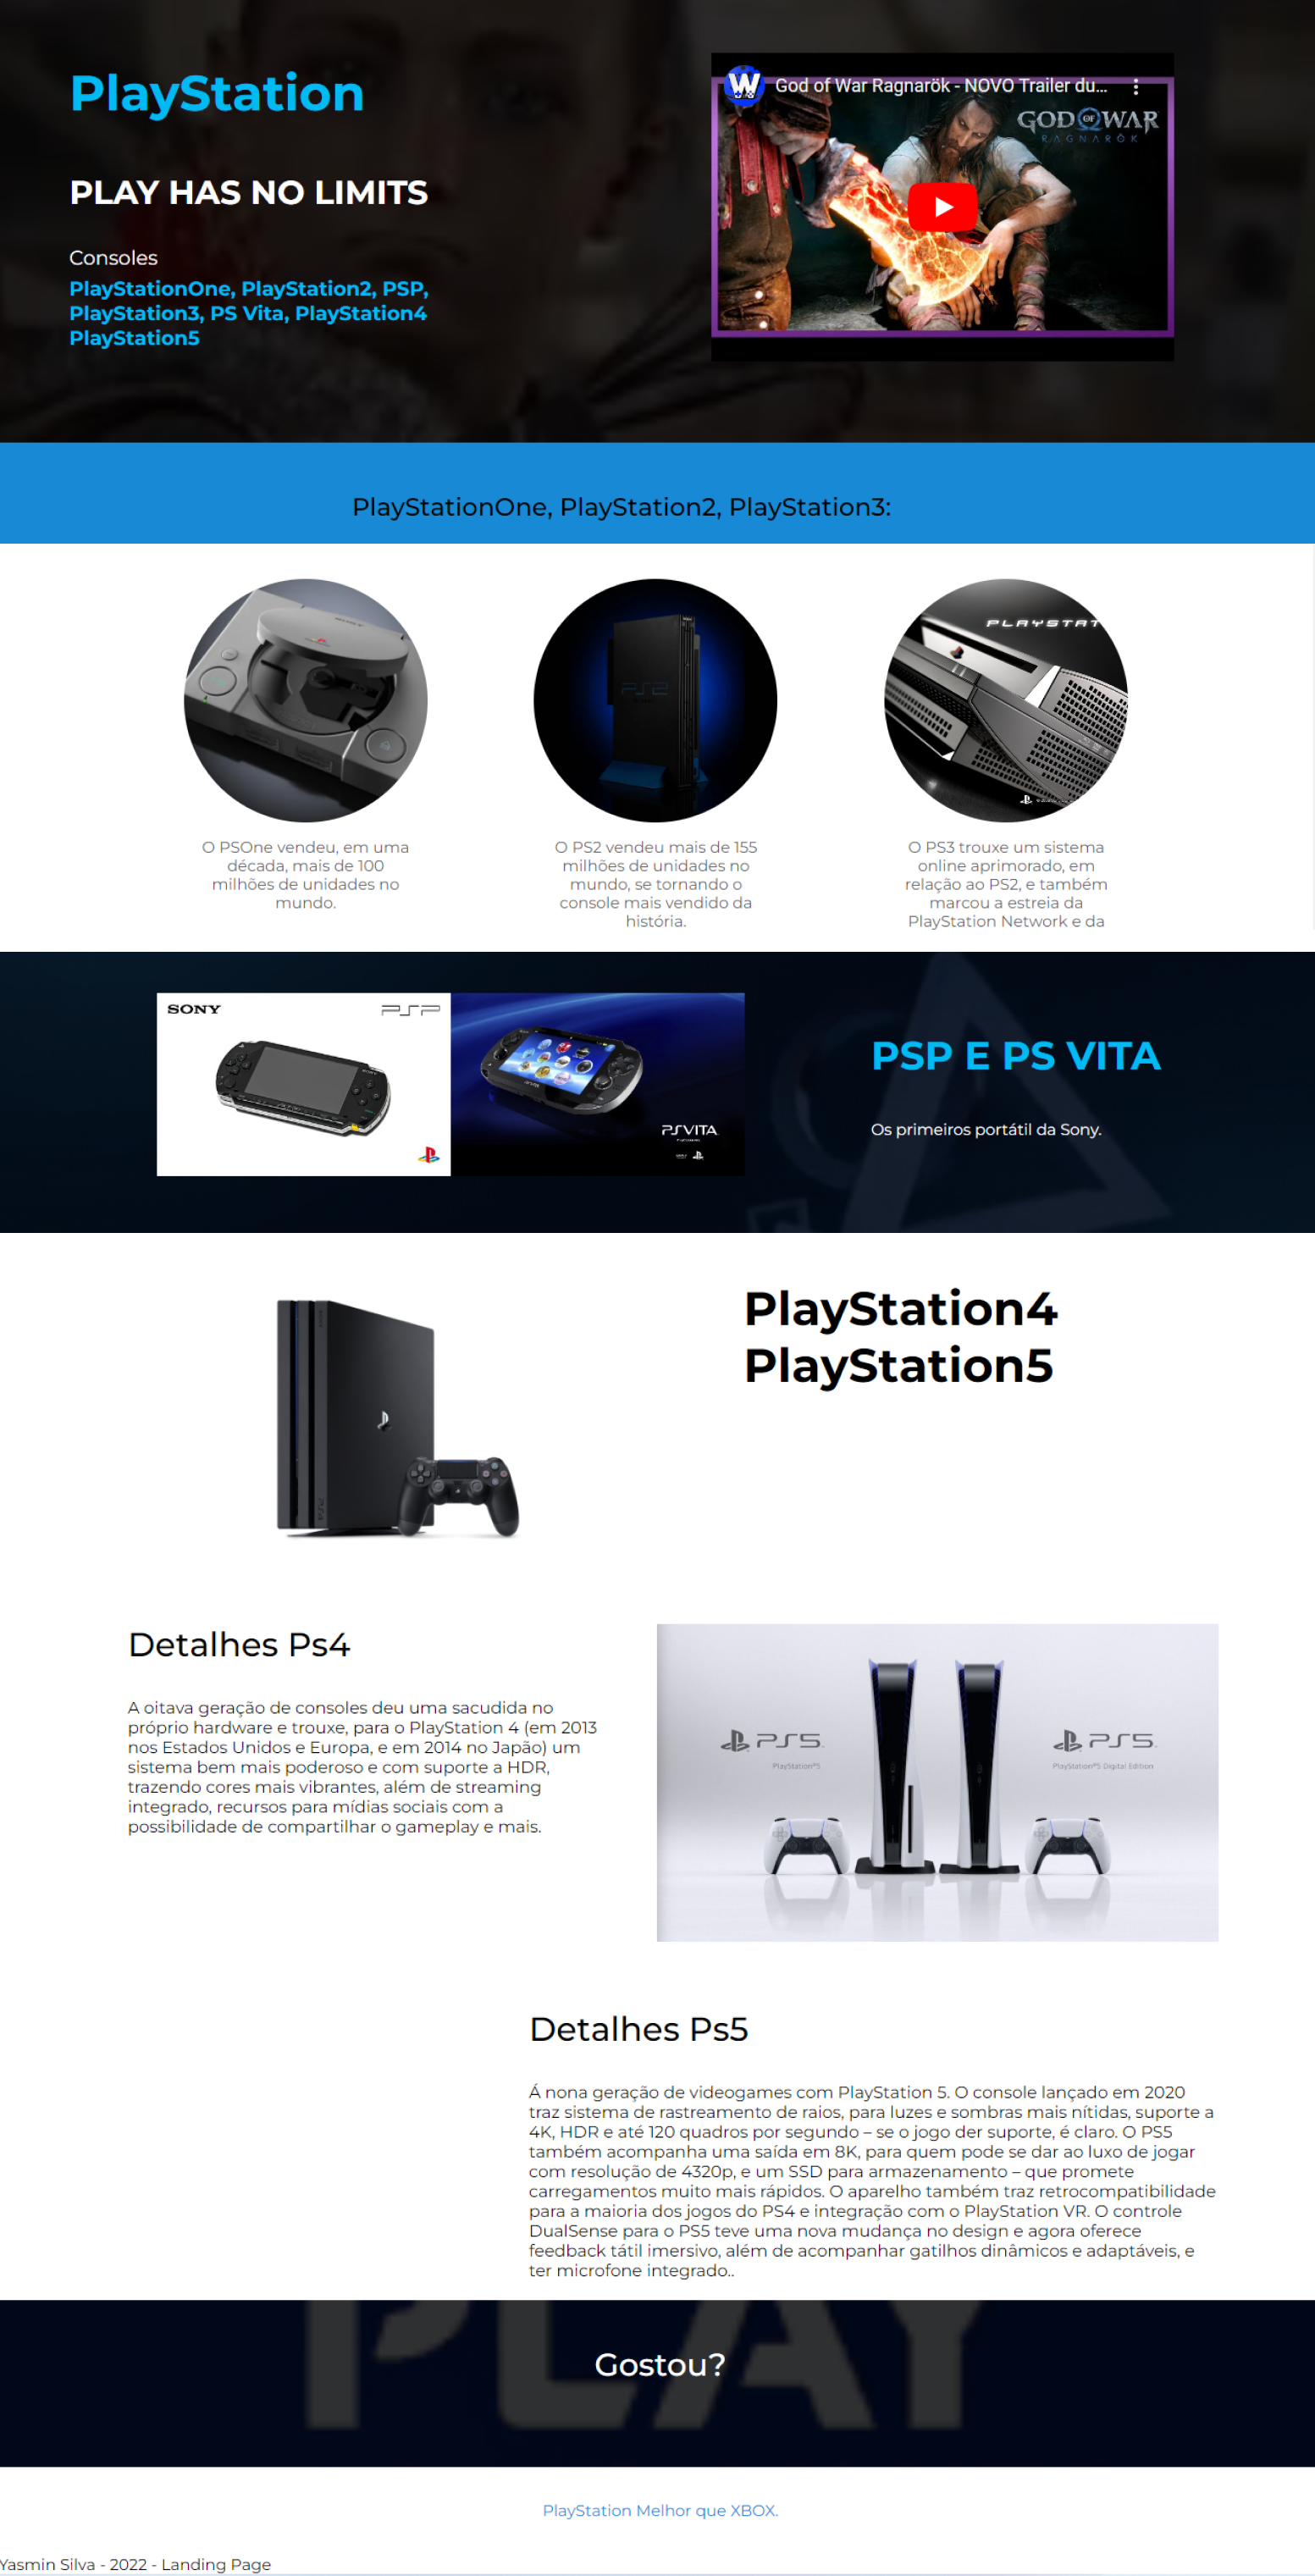 PlayStation
God of War Ragnarök - NOVO Trailer du...
GOD OF WAR
RAGNARÖK
PLAY HAS NO LIMITS
Consoles
PlayStationOne, PlayStation2, PSP,
PlayStation3, PS Vita, PlayStation4
PlayStation5
PlayStationOne, PlayStation2, PlayStation3:
PS2
PLAYSTAT
O PSOne vendeu, em uma
década, mais de 100
milhões de unidades no
mundo.
O PS2 vendeu mais de 155
milhões de unidades no
mundo, se tornando o
console mais vendido da
história.
O PS3 trouxe um sistema
online aprimorado, em
relação ao PS2, e também
marcou a estreia da
PlayStation Network e da
SONY
PSP
PSVITA
PSP E PS VITA
Os primeiros portátil da Sony.
PlayStation4
PlayStation5
Detalhes Ps4
A oitava geração de consoles deu uma sacudida no
próprio hardware e trouxe, para o PlayStation 4 (em 2013
nos Estados Unidos e Europa, e em 2014 no Japão) um
sistema bem mais poderoso e com suporte a HDR,
trazendo cores mais vibrantes, além de streaming
integrado, recursos para mídias sociais com a
possibilidade de compartilhar o gameplay e mais.
PS5
PlayStation®5
PS5
PlayStation®5 Digital Edition
Detalhes Ps5
Á nona geração de videogames com PlayStation 5. O console lançado em 2020
traz sistema de rastreamento de raios, para luzes e sombras mais nítidas, suporte a
4K, HDR e até 120 quadros por segundo – se o jogo der suporte, é claro. O PS5
também acompanha uma saída em 8K, para quem pode se dar ao luxo de jogar
com resolução de 4320p, e um SSD para armazenamento – que promete
carregamentos muito mais rápidos. O aparelho também traz retrocompatibilidade
para a maioria dos jogos do PS4 e integração com o PlayStation VR. O controle
DualSense para o PS5 teve uma nova mudança no design e agora oferece
feedback tátil imersivo, além de acompanhar gatilhos dinâmicos e adaptáveis, e
ter microfone integrado..
PLAY
Gostou?
PlayStation Melhor que XBOX.
Yasmin Silva - 2022 - Landing Page